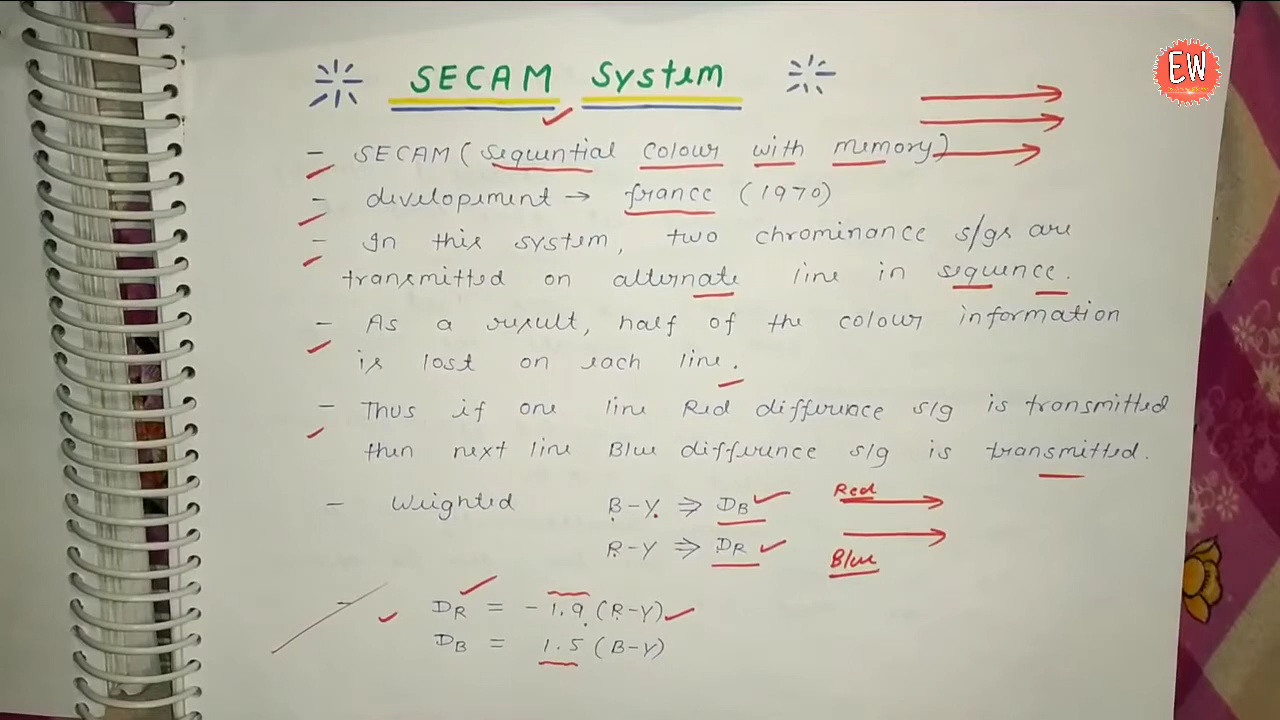 SECAM System
EW
- SECAM (Sequential colour with memory)
- developement → france (1970)
- In this system, two chrominance s/gs are
transmitted on alternate line in sequence.
- As a result, half of the colour information
is lost on each line.
- Thus if one line Red difference s/g is transmitted
then next line Blue difference s/g is transmitted.
- Weighted B-Y ⇒ DB
R-Y ⇒ DR
Red
Blue
- DR = - 1.9 (R-Y)
DB = 1.5 (B-Y)